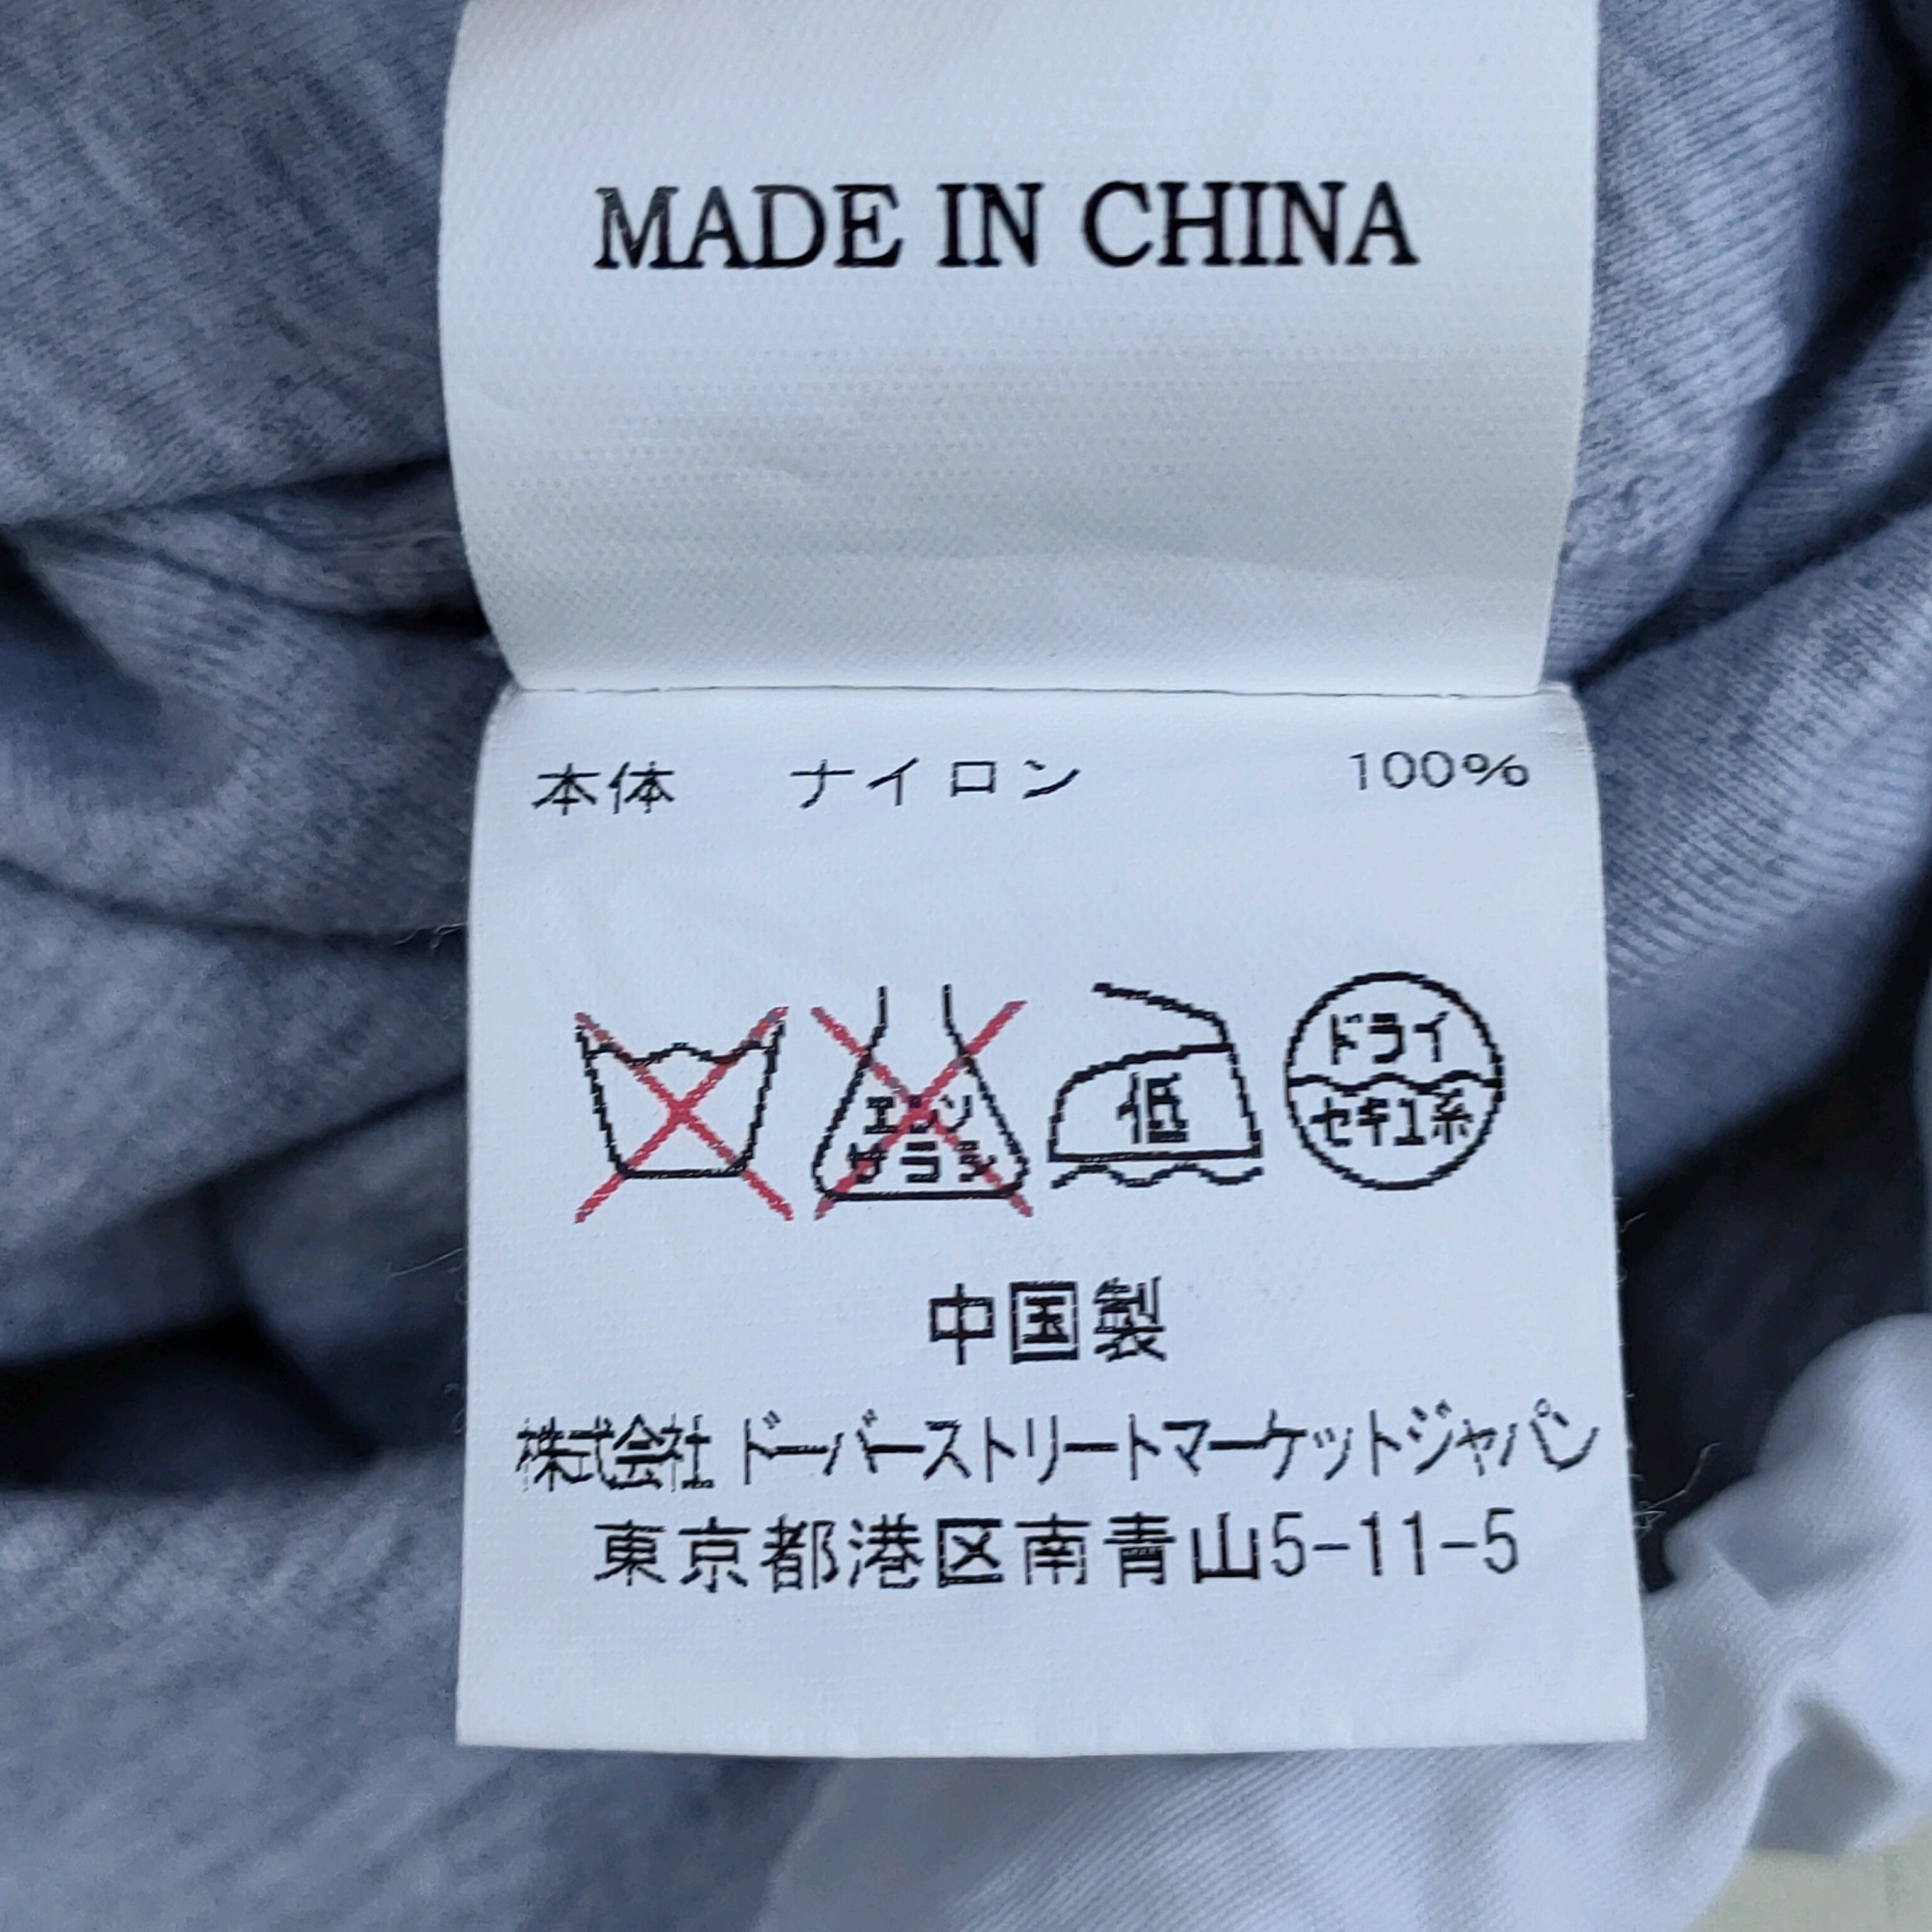 MADE IN CHINA
本体 ナイロン 100%
エンソ
サラシ
低
ドライ
セキユ系
中国製
株式会社 ドーバーストリートマーケットジャパン
東京都港区南青山5-11-5